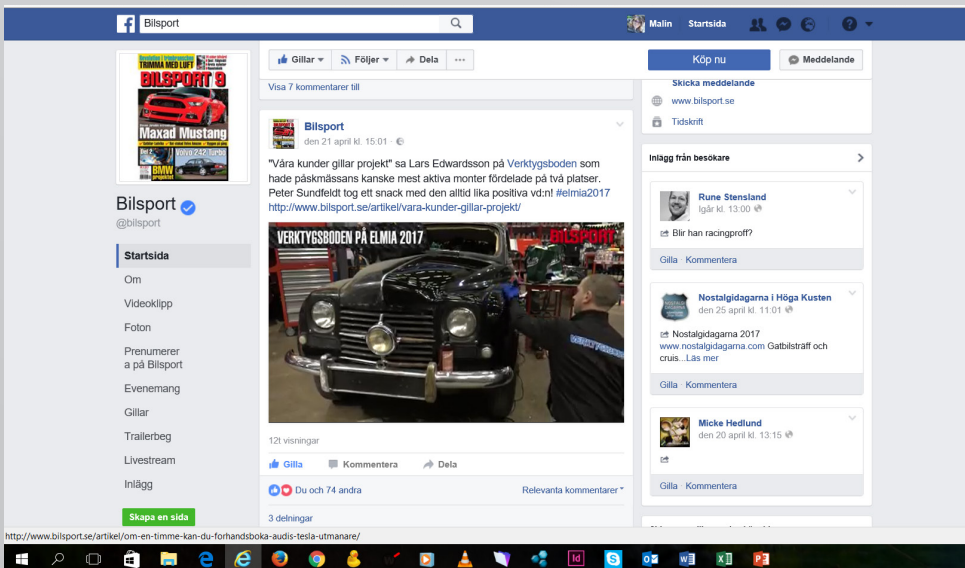 Bilsport
Malin Startsida
TRIMMA MED LUFT
BILSPORT 9
Maxad Mustang
Volvo 242 Turbo
BMW
projektet
Bilsport
@bilsport
Startsida
Om
Videoklipp
Foton
Prenumerer
a på Bilsport
Evenemang
Gillar
Trailerbeg
Livestream
Inlägg
Skapa en sida
Gillar Följer Dela ...
Köp nu Meddelande
Visa 7 kommentarer till
Bilsport
den 21 april kl. 15:01 ·
"Våra kunder gillar projekt" sa Lars Edwardsson på Verktygsboden som
hade påskmässans kanske mest aktiva monter fördelade på två platser.
Peter Sundfeldt tog ett snack med den alltid lika positiva vd:n! #elmia2017
http://www.bilsport.se/artikel/vara-kunder-gillar-projekt/
VERKTYGSBODEN PÅ ELMIA 2017
BILSPORT
12t visningar
Gilla Kommentera Dela
Du och 74 andra Relevanta kommentarer
3 delningar
Skicka meddelande
www.bilsport.se
Tidskrift
Inlägg från besökare
Rune Stensland
Igår kl. 13:00
Blir han racingproff?
Gilla · Kommentera
Nostalgidagarna i Höga Kusten
den 25 april kl. 11:01
Nostalgidagarna 2017
www.nostalgidagarna.com Gatbilsträff och
cruis...Läs mer
Gilla · Kommentera
Micke Hedlund
den 20 april kl. 13:15
Gilla · Kommentera
http://www.bilsport.se/artikel/om-en-timme-kan-du-forhandsboka-audis-tesla-utmanare/